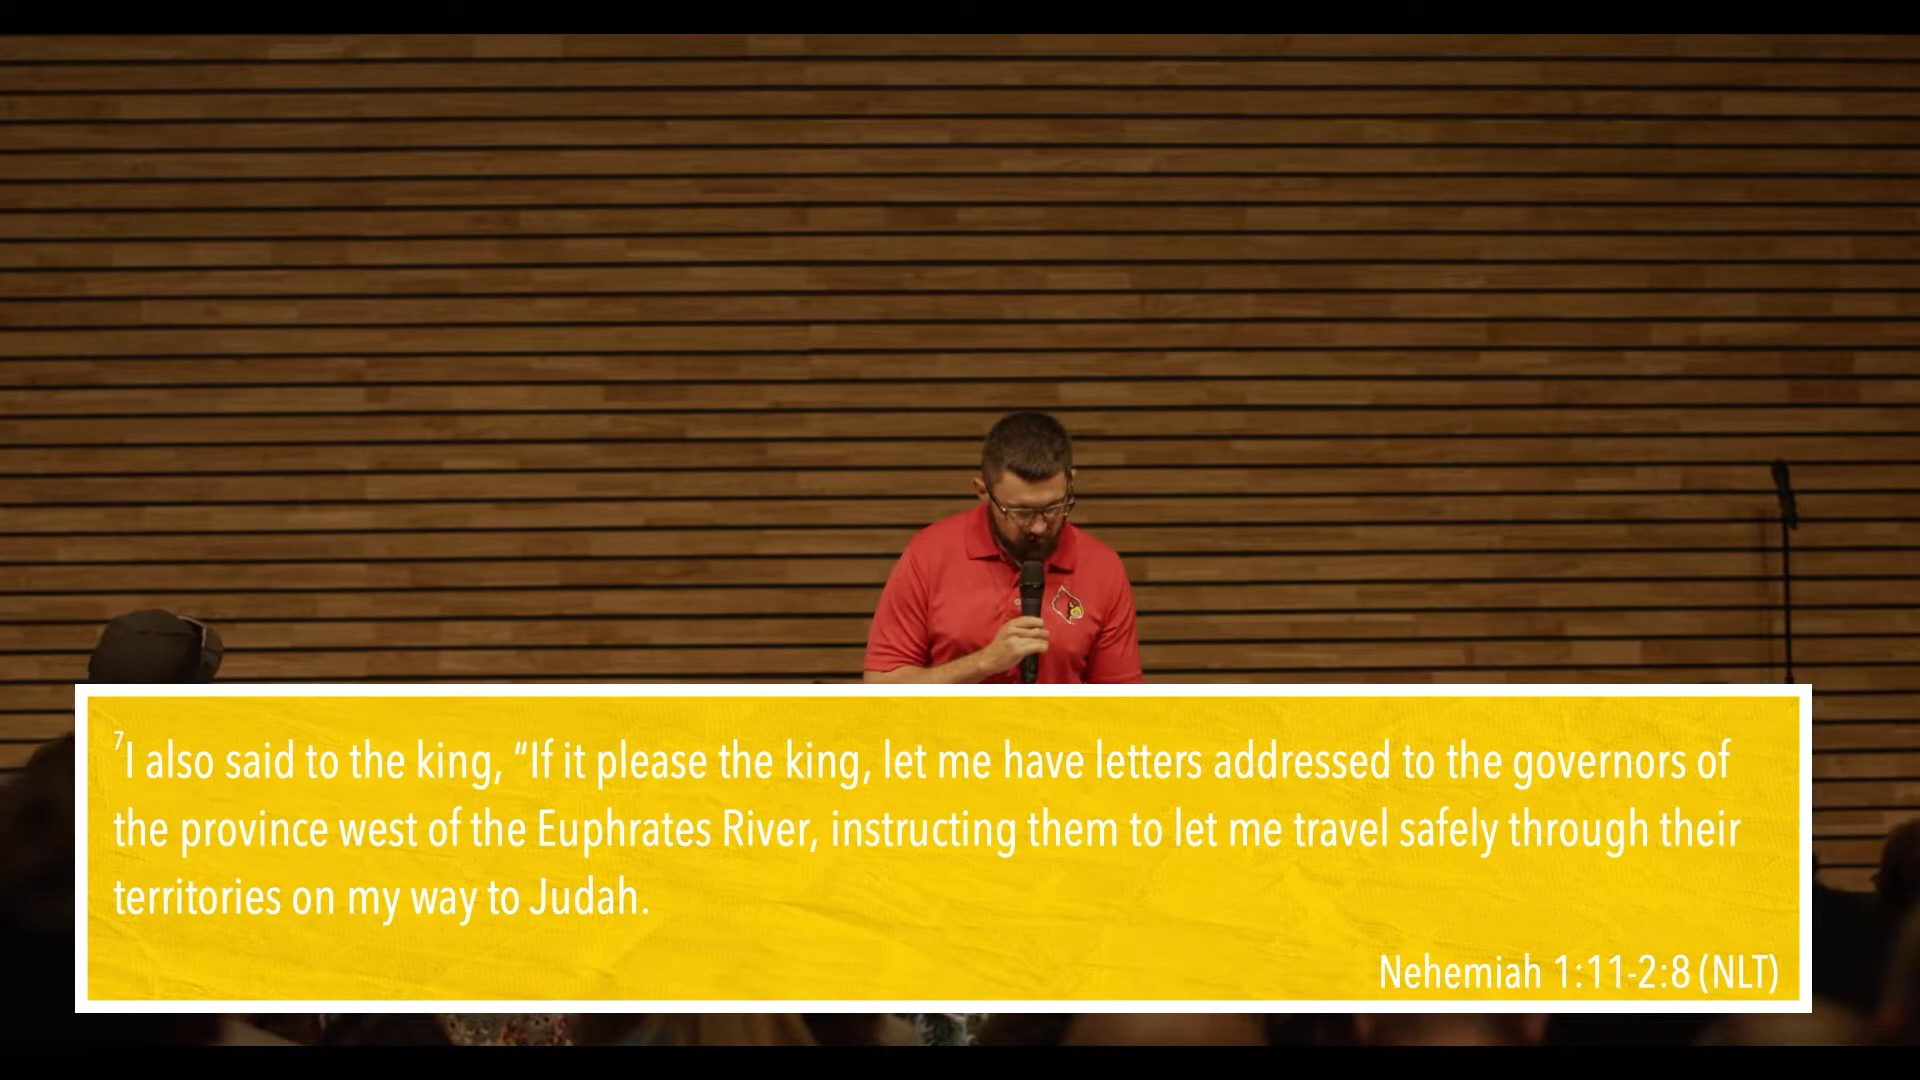 ⁷I also said to the king, “If it please the king, let me have letters addressed to the governors of
the province west of the Euphrates River, instructing them to let me travel safely through their
territories on my way to Judah.
Nehemiah 1:11-2:8 (NLT)